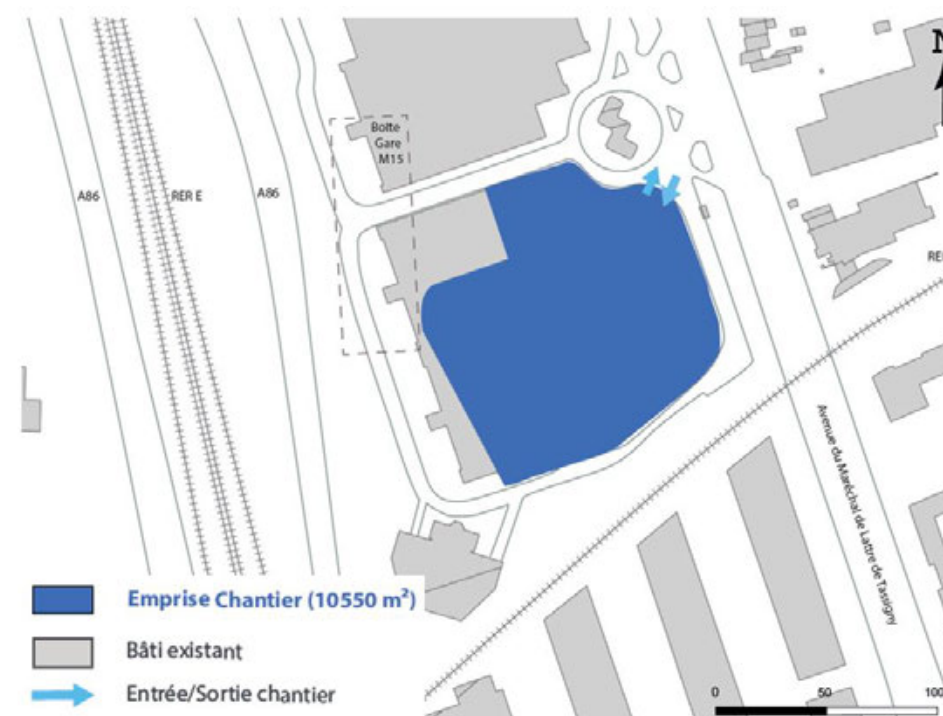 N
Boîte
Gare
M15
A86
RER E
A86
Avenue du Maréchal de Lattre de Tassigny
Emprise Chantier (10550 m²)
Bâti existant
Entrée/Sortie chantier
0 50 100